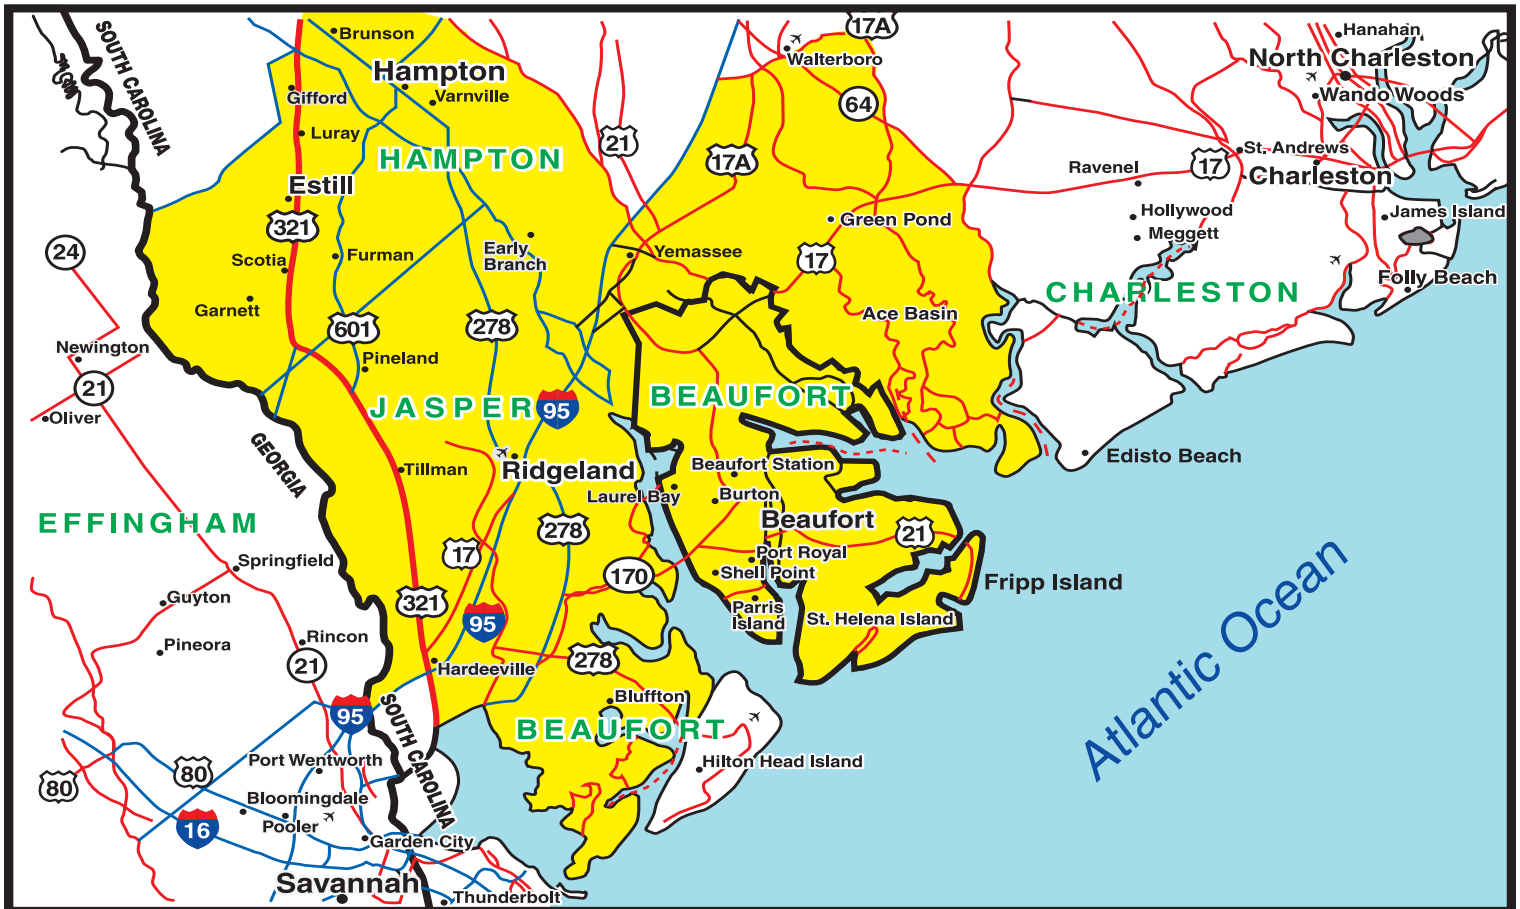 SOUTH CAROLINA
Brunson
17A
Hanahan
Walterboro
North Charleston
Hampton
Gifford
Varnville
64
Wando Woods
Luray
21
HAMPTON
17A
St. Andrews
Ravenel
17
Charleston
Estill
Hollywood
James Island
Green Pond
321
Meggett
24
Furman
Early
Branch
Yemassee
Scotia
17
Folly Beach
CHARLESTON
Garnett
Ace Basin
601
278
Newington
Pineland
21
BEAUFORT
JASPER
95
Oliver
GEORGIA
Edisto Beach
Tillman
Ridgeland
Beaufort Station
Laurel Bay
Burton
EFFINGHAM
Beaufort
278
21
17
Port Royal
Springfield
Shell Point
170
Fripp Island
Guyton
321
Parris
Island
St. Helena Island
95
Atlantic Ocean
Rincon
Pineora
21
278
Hardeeville
Bluffton
95
SOUTH CAROLINA
BEAUFORT
Port Wentworth
Hilton Head Island
80
80
Bloomingdale
Pooler
16
Garden City
Savannah
Thunderbolt